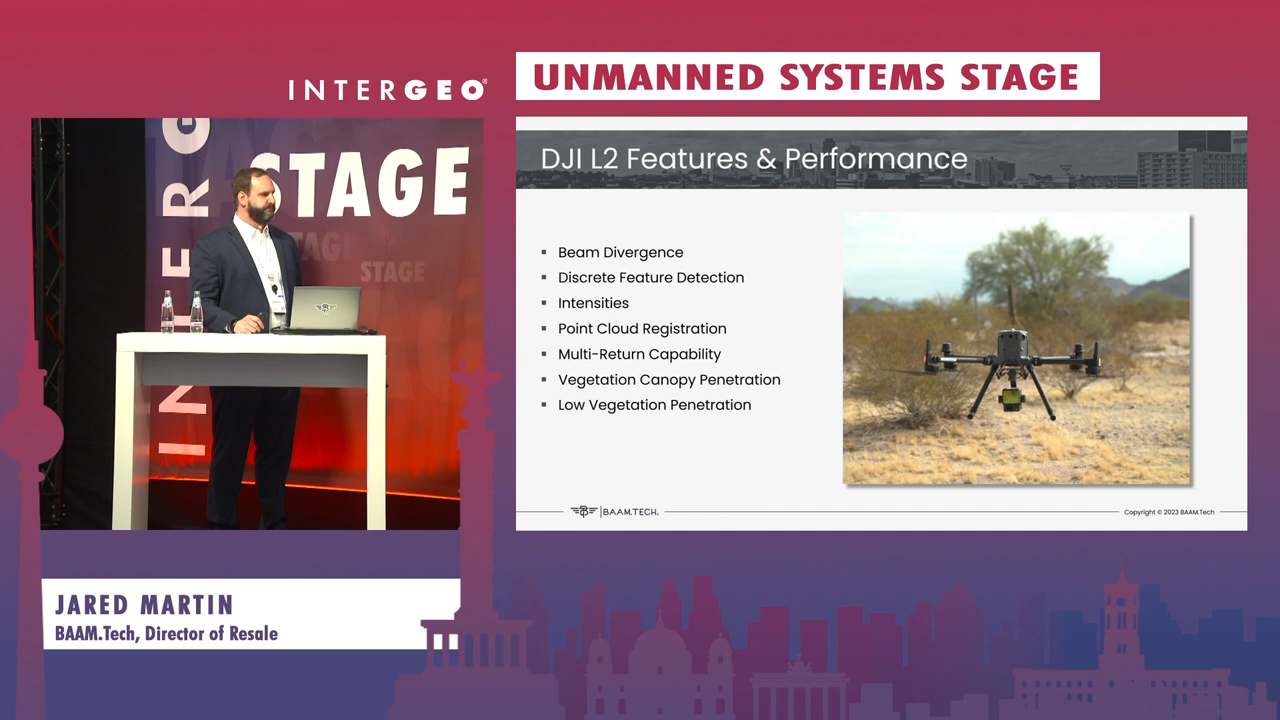 INTERGEO®
UNMANNED SYSTEMS STAGE
INTERG
STAGE
STAGE
DJI L2 Features & Performance
▪ Beam Divergence
▪ Discrete Feature Detection
▪ Intensities
▪ Point Cloud Registration
▪ Multi-Return Capability
▪ Vegetation Canopy Penetration
▪ Low Vegetation Penetration
BAAM.TECH.
Copyright © 2023 BAAM.Tech
JARED MARTIN
BAAM.Tech, Director of Resale